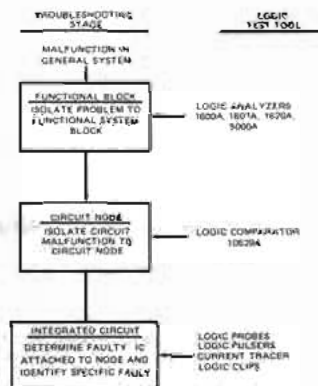 TROUBLESHOOTING
STAGE
LOGIC
TEST TOOL
MALFUNCTION IN
GENERAL SYSTEM
FUNCTIONAL BLOCK
ISOLATE PROBLEM TO
FUNCTIONAL SYSTEM
BLOCK
LOGIC ANALYZERS
1600A, 1607A, 1620A,
5000A
CIRCUIT NODE
ISOLATE CIRCUIT
MALFUNCTION TO
CIRCUIT NODE
LOGIC COMPARATOR
10529A
INTEGRATED CIRCUIT
DETERMINE FAULTY IC
ATTACHED TO NODE AND
IDENTIFY SPECIFIC FAULT
LOGIC PROBES
LOGIC PULSERS
CURRENT TRACER
LOGIC CLIPS